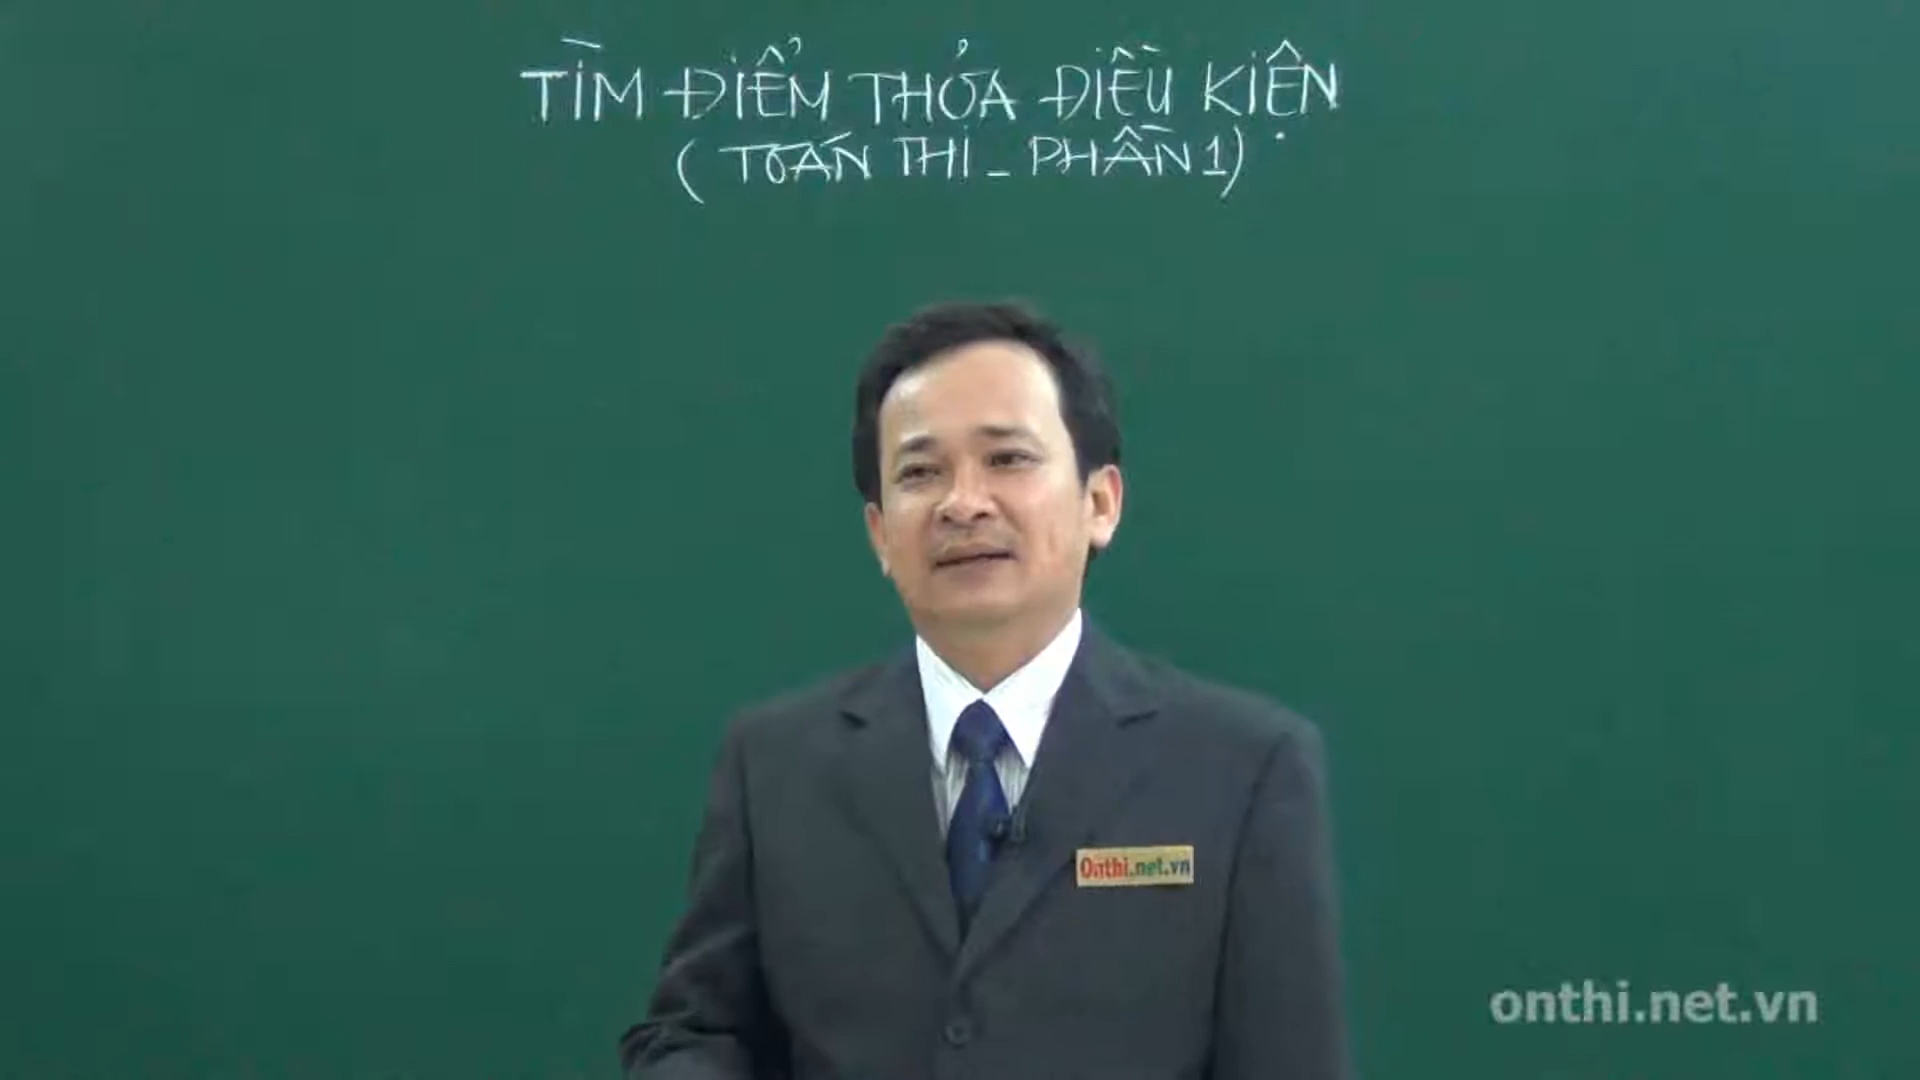 TÌM ĐIỂM THỎA ĐIỀU KIỆN
(TOÁN THI - PHẦN 1)
Onthi.net.vn
onthi.net.vn